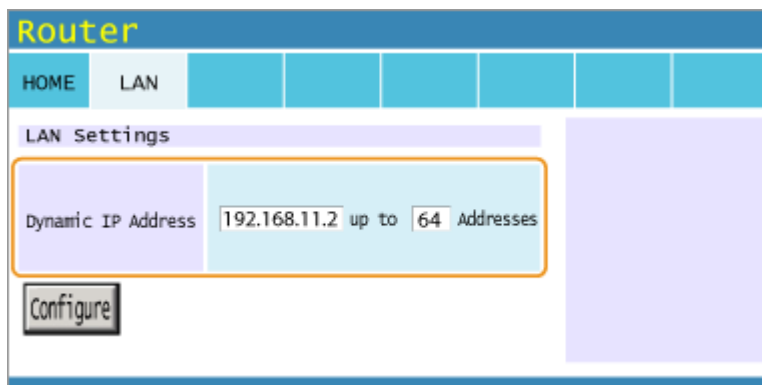 Router
HOME LAN
LAN Settings
Dynamic IP Address 192.168.11.2 up to 64 Addresses
Configure